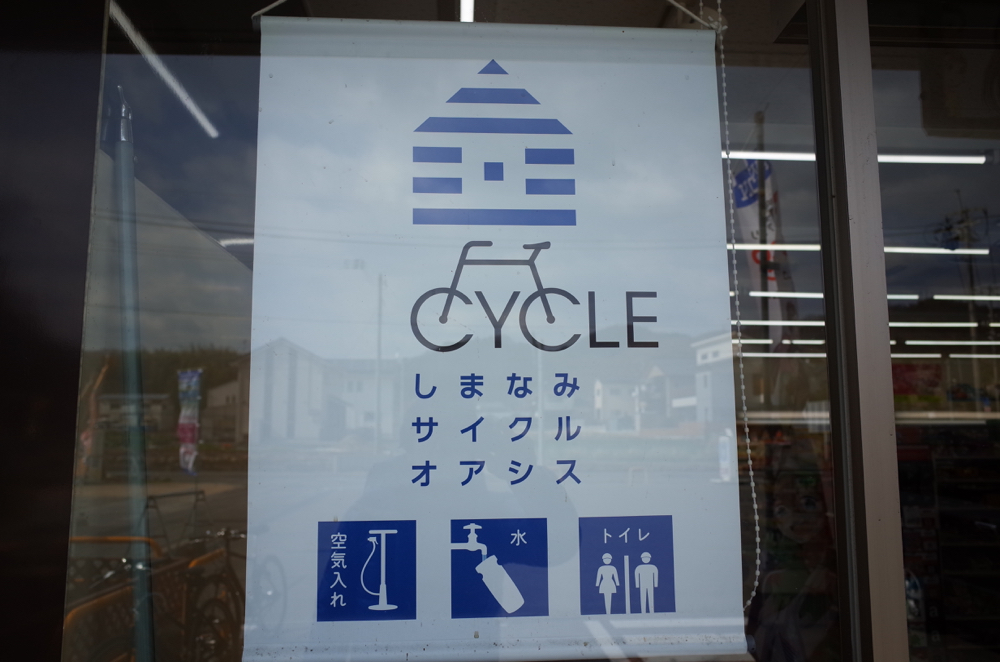 CYCLE
しまなみ
サイクル
オアシス
空気入れ
水
トイレ